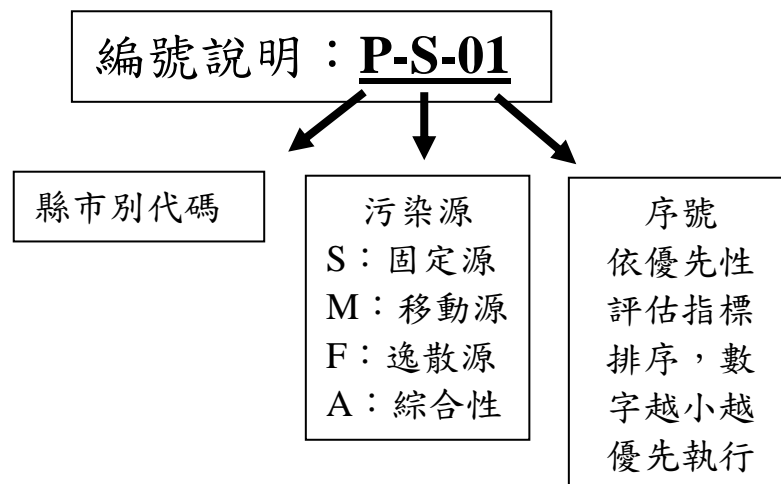 編號說明：P-S-01
縣市別代碼
污染源
S：固定源
M：移動源
F：逸散源
A：綜合性
序號
依優先性
評估指標
排序，數
字越小越
優先執行